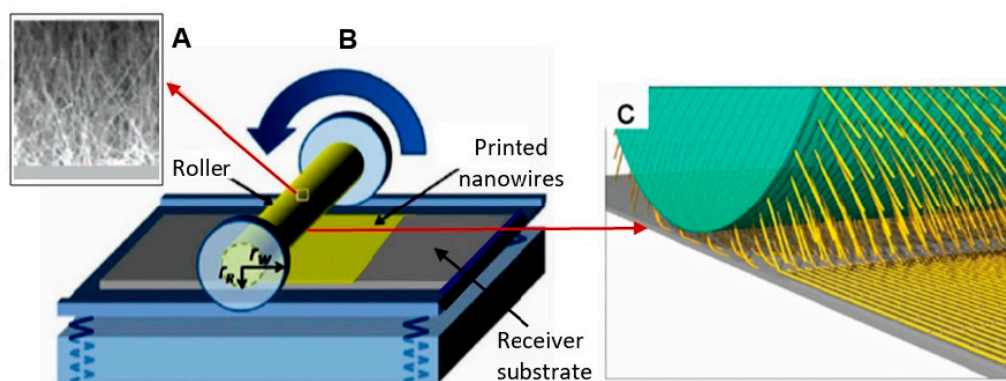 A
B
C
Roller
Printed
nanowires
r_W
r_R
Receiver
substrate